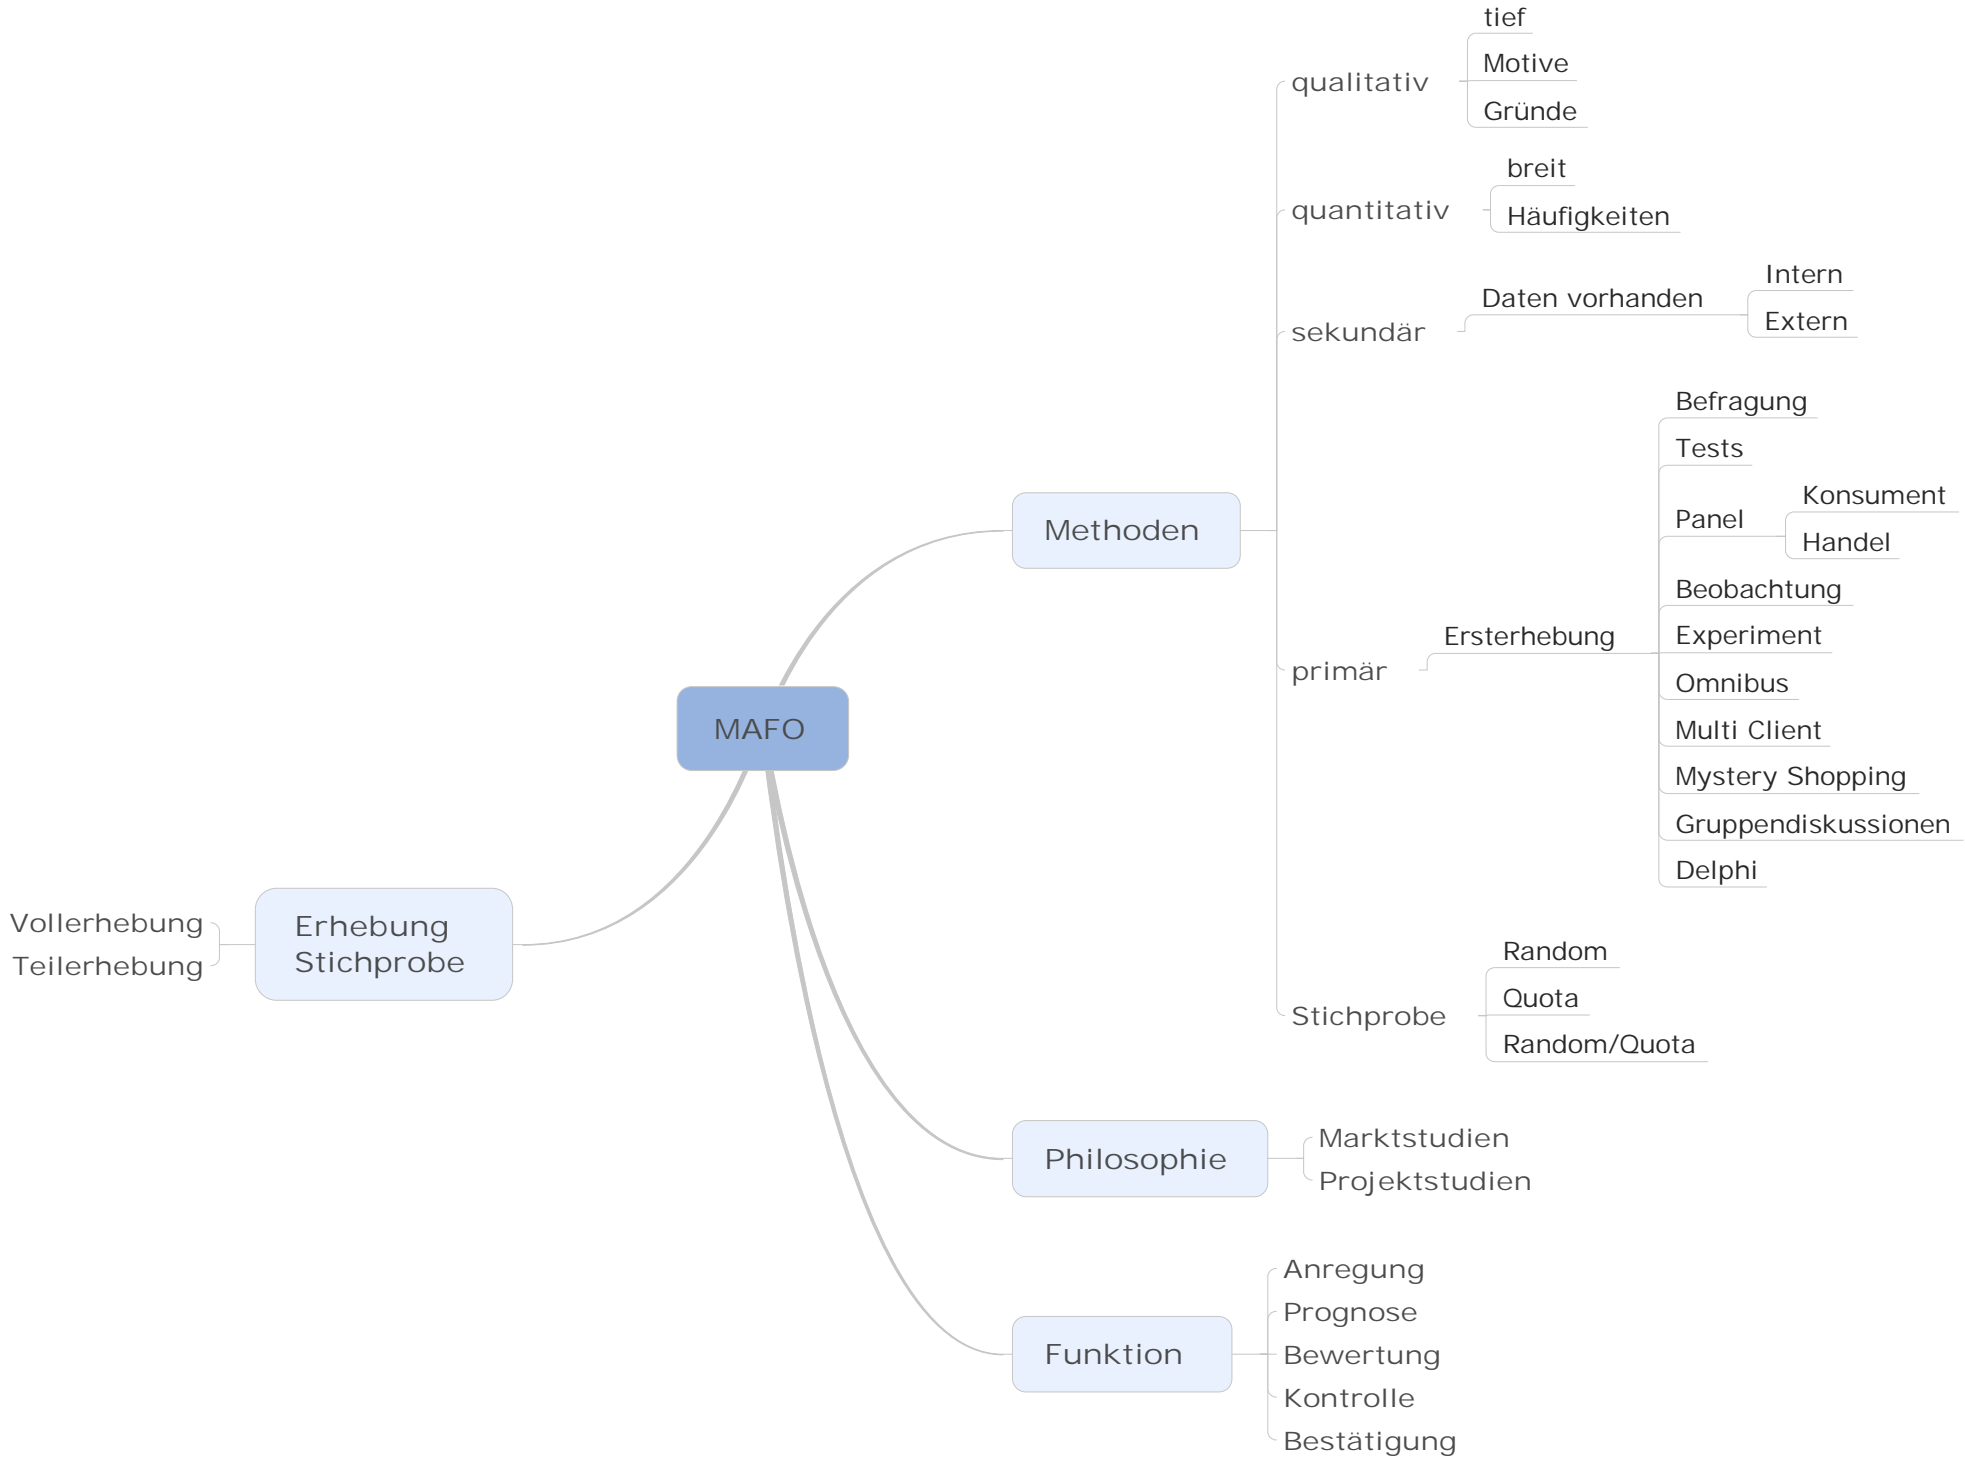 MAFO
Methoden
qualitativ
tief
Motive
Gründe
quantitativ
breit
Häufigkeiten
sekundär
Daten vorhanden
Intern
Extern
primär
Ersterhebung
Befragung
Tests
Panel
Konsument
Handel
Beobachtung
Experiment
Omnibus
Multi Client
Mystery Shopping
Gruppendiskussionen
Delphi
Stichprobe
Random
Quota
Random/Quota
Philosophie
Marktstudien
Projektstudien
Funktion
Anregung
Prognose
Bewertung
Kontrolle
Bestätigung
Erhebung
Stichprobe
Vollerhebung
Teilerhebung